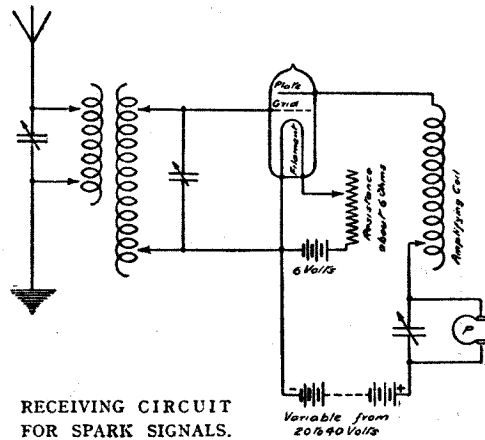 Plate
Grid
Filament
Resistance
about 6 Ohms
Amplifying Coil
6 Volts
P
- +
Variable from
20 to 40 Volts
RECEIVING CIRCUIT
FOR SPARK SIGNALS.